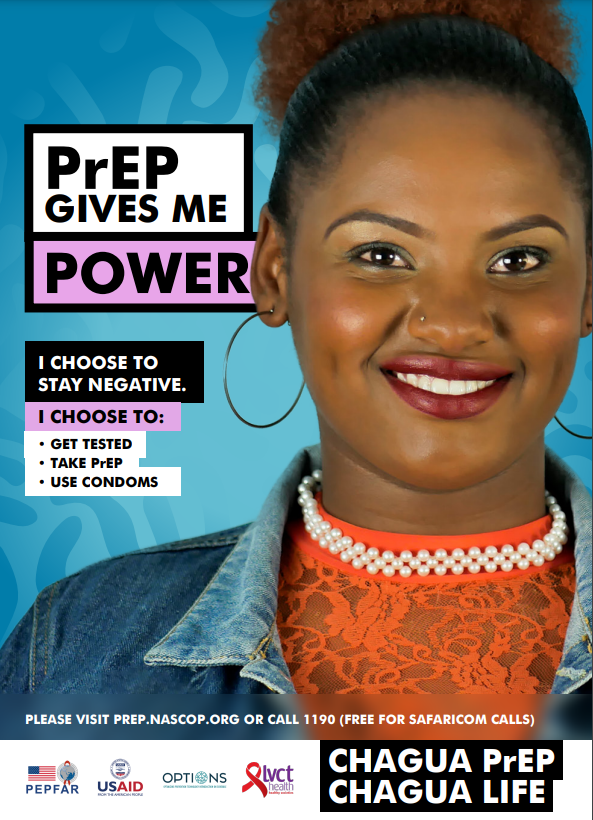 PrEP
GIVES ME
POWER
I CHOOSE TO
STAY NEGATIVE.
I CHOOSE TO:
• GET TESTED
• TAKE PrEP
• USE CONDOMS
PLEASE VISIT PREP.NASCOP.ORG OR CALL 1190 (FREE FOR SAFARICOM CALLS)
PEPFAR
USAID
FROM THE AMERICAN PEOPLE
OPTIONS
lvct
health
CHAGUA PrEP
CHAGUA LIFE